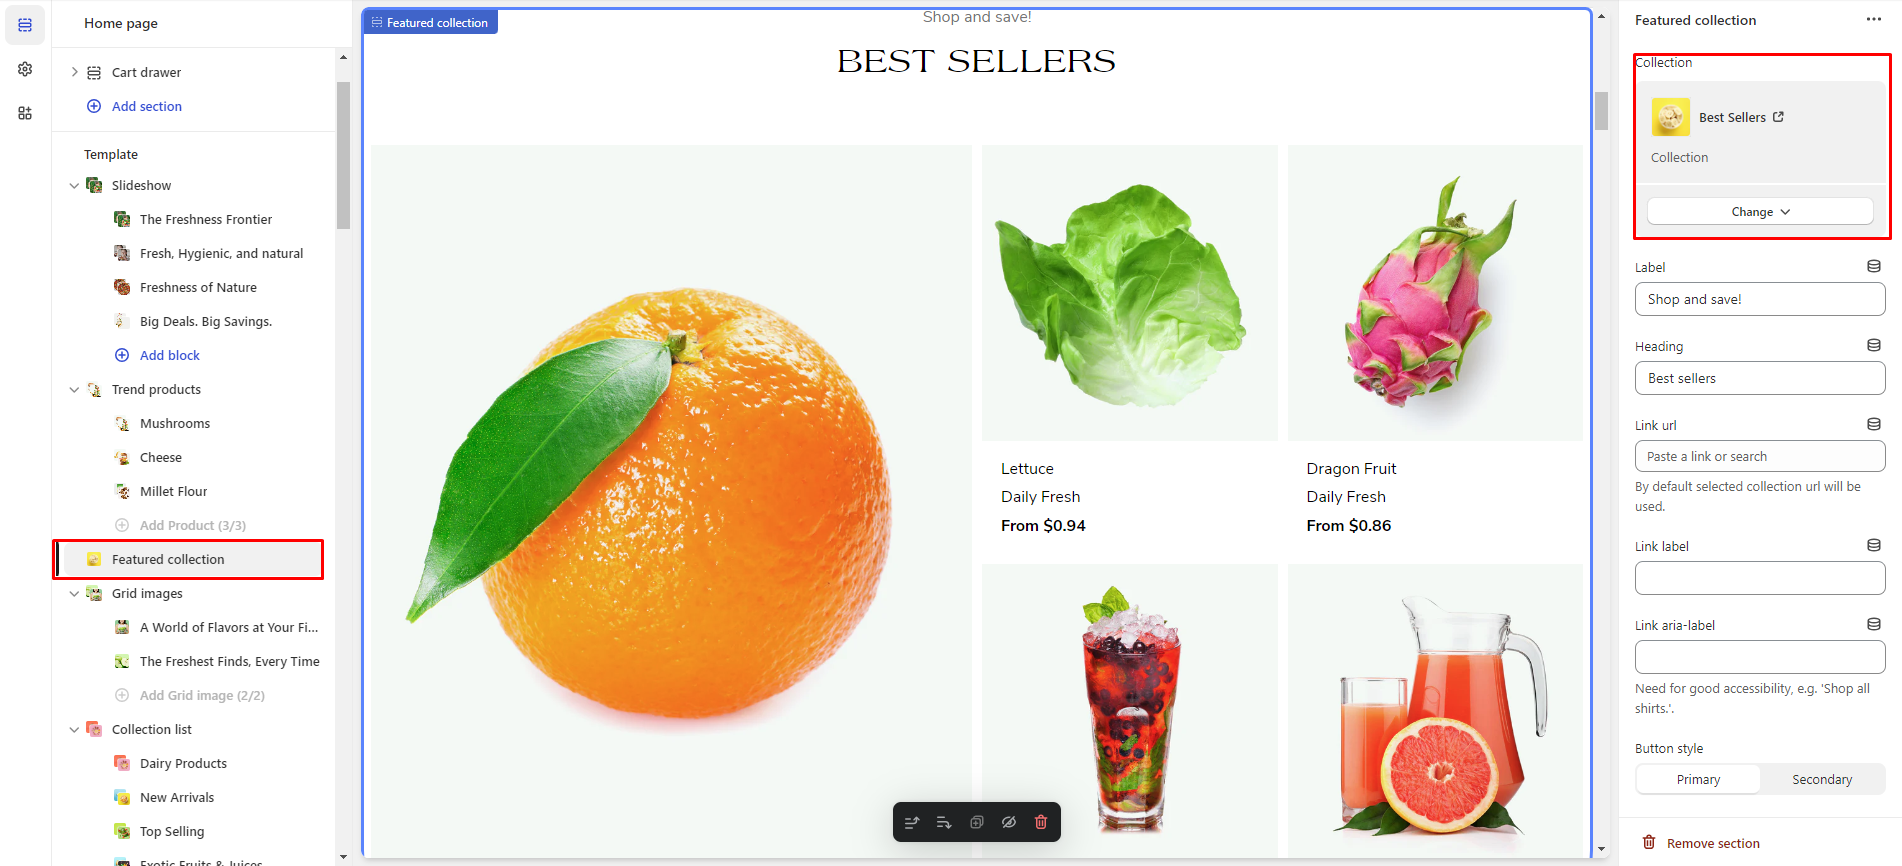 Home page
Cart drawer
Add section
Template
Slideshow
The Freshness Frontier
Fresh, Hygienic, and natural
Freshness of Nature
Big Deals. Big Savings.
Add block
Trend products
Mushrooms
Cheese
Millet Flour
Add Product (3/3)
Featured collection
Grid images
A World of Flavors at Your Fi...
The Freshest Finds, Every Time
Add Grid image (2/2)
Collection list
Dairy Products
New Arrivals
Top Selling
Exotic Fruits & Juices
Featured collection
Shop and save!
BEST SELLERS
Lettuce
Daily Fresh
From $0.94
Dragon Fruit
Daily Fresh
From $0.86
Featured collection
Collection
Best Sellers
Collection
Change
Label
Shop and save!
Heading
Best sellers
Link url
Paste a link or search
By default selected collection url will be
used.
Link label
Link aria-label
Need for good accessibility, e.g. 'Shop all
shirts.'.
Button style
Primary
Secondary
Remove section